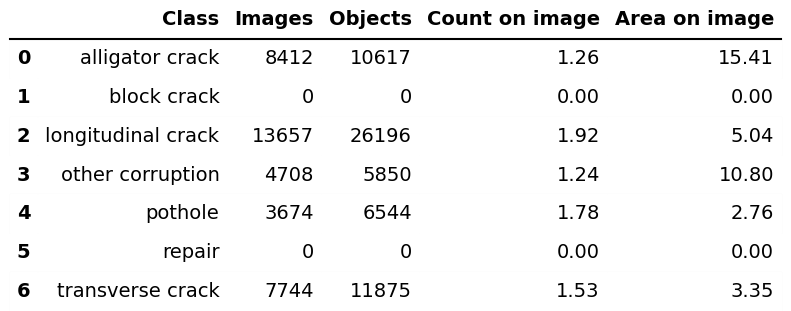 Class Images Objects Count on image Area on image
0 alligator crack 8412 10617 1.26 15.41
1 block crack 0 0 0.00 0.00
2 longitudinal crack 13657 26196 1.92 5.04
3 other corruption 4708 5850 1.24 10.80
4 pothole 3674 6544 1.78 2.76
5 repair 0 0 0.00 0.00
6 transverse crack 7744 11875 1.53 3.35